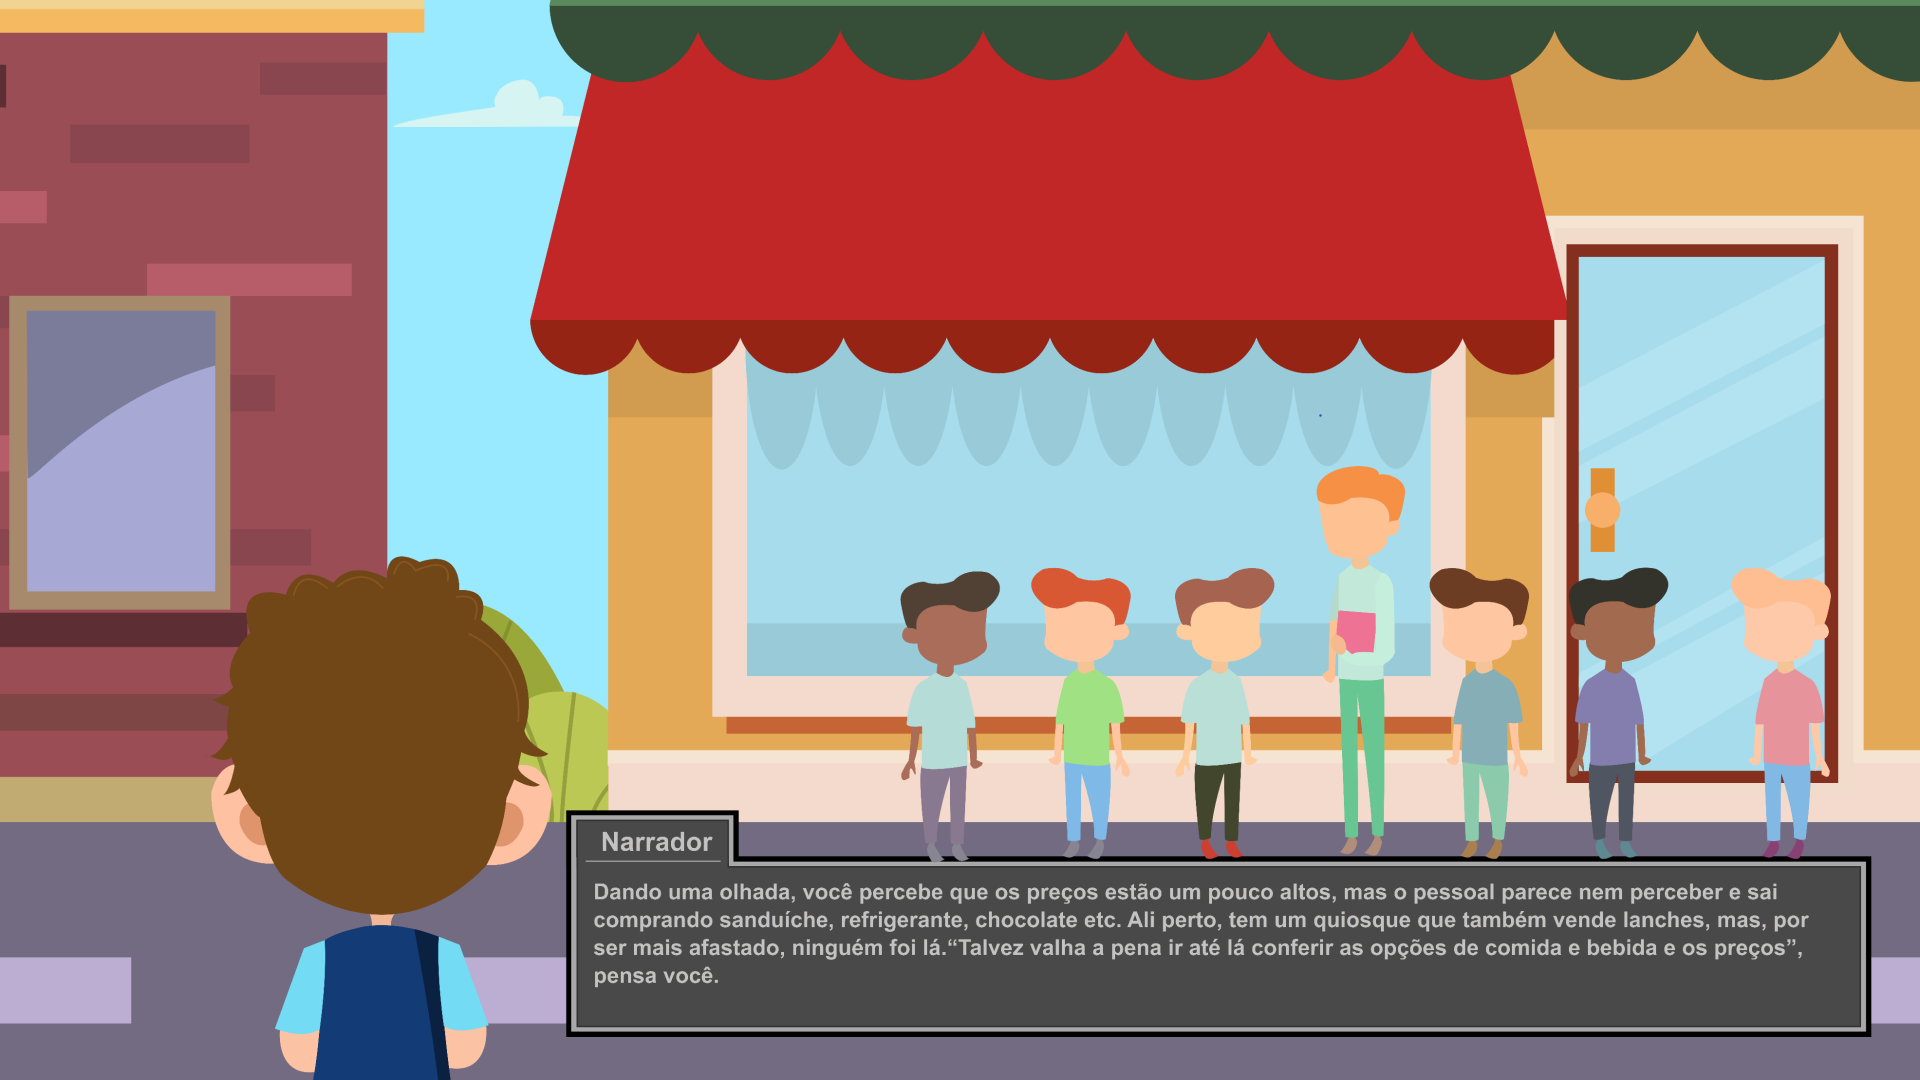 Narrador
Dando uma olhada, você percebe que os preços estão um pouco altos, mas o pessoal parece nem perceber e sai
comprando sanduíche, refrigerante, chocolate etc. Ali perto, tem um quiosque que também vende lanches, mas, por
ser mais afastado, ninguém foi lá.“Talvez valha a pena ir até lá conferir as opções de comida e bebida e os preços”,
pensa você.